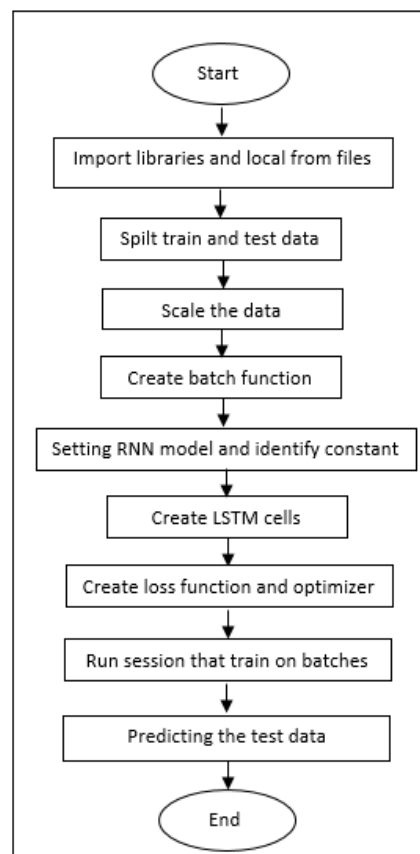 Start
Import libraries and local from files
Spilt train and test data
Scale the data
Create batch function
Setting RNN model and identify constant
Create LSTM cells
Create loss function and optimizer
Run session that train on batches
Predicting the test data
End